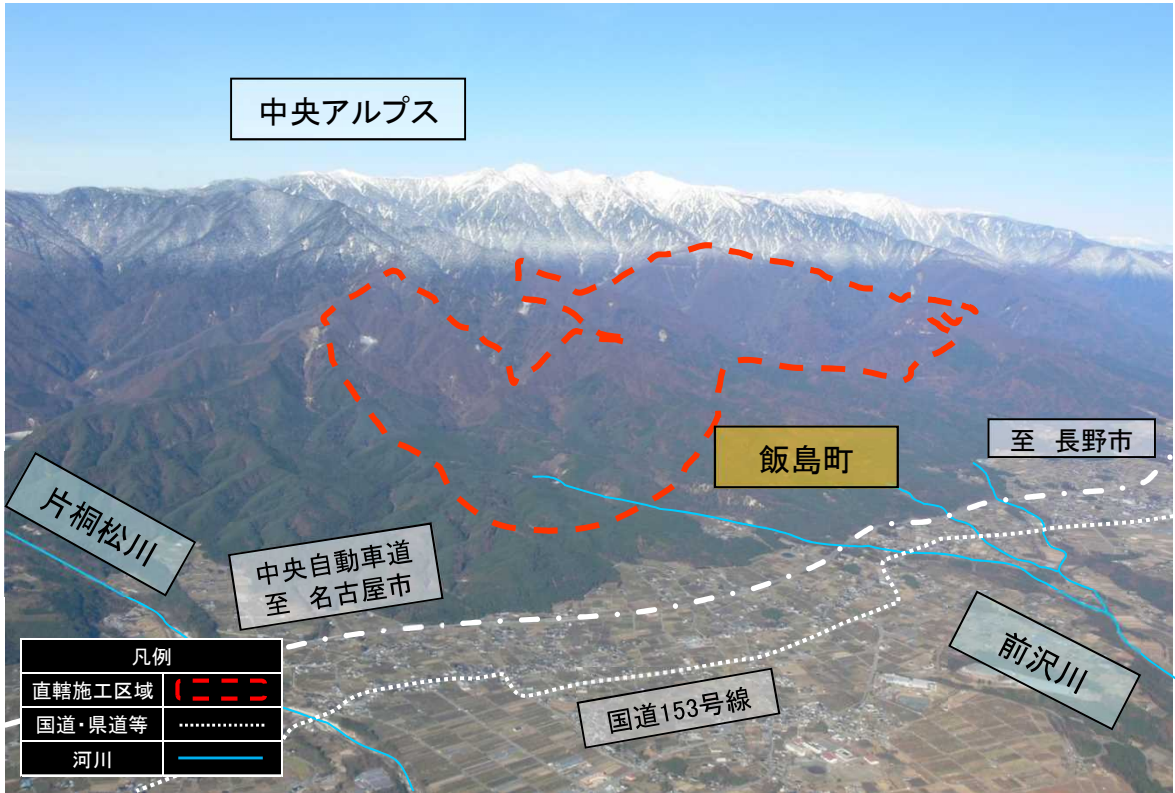 中央アルプス
飯島町
至　長野市
片桐松川
中央自動車道
至　名古屋市
前沢川
国道153号線
凡例
直轄施工区域
国道・県道等
河川